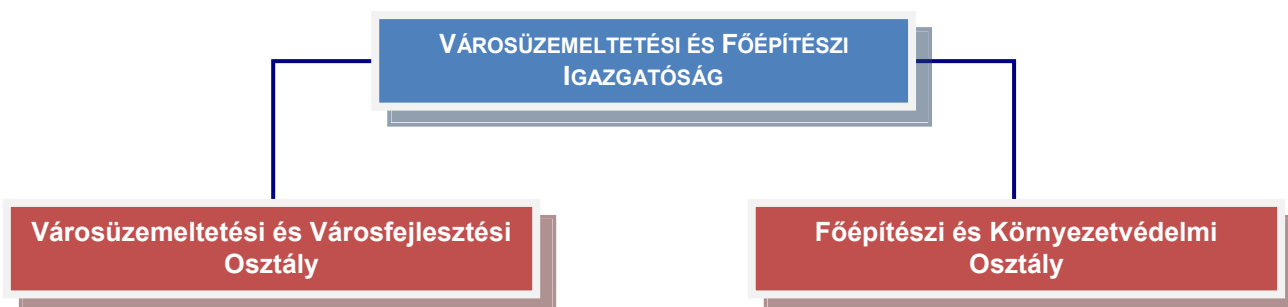 VÁROSÜZEMELTETÉSI ÉS FŐÉPÍTÉSZI
IGAZGATÓSÁG
Városüzemeltetési és Városfejlesztési
Osztály
Főépítészi és Környezetvédelmi
Osztály